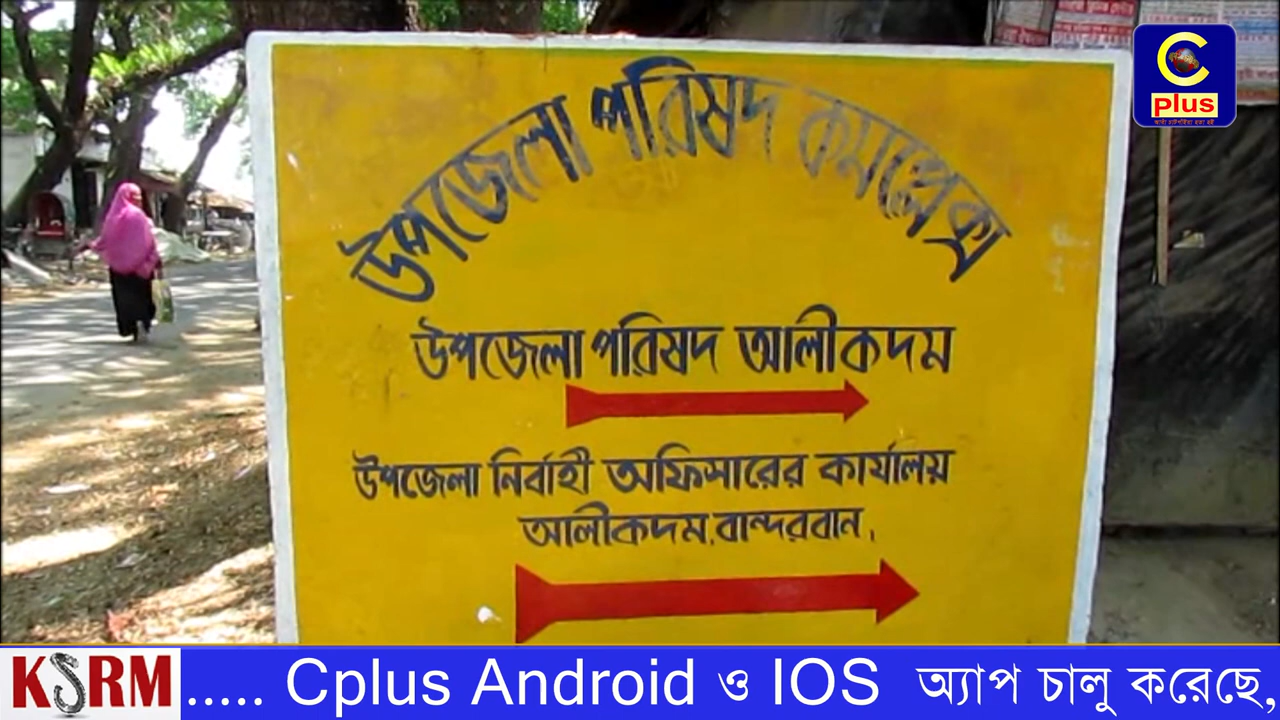 উপজেলা পরিষদ কমপ্লেক্স
উপজেলা পরিষদ আলীকদম
উপজেলা নির্বাহী অফিসারের কার্যালয়
আলীকদম, বান্দরবান।
C
plus
KSRM ..... Cplus Android ও IOS অ্যাপ চালু করেছে,